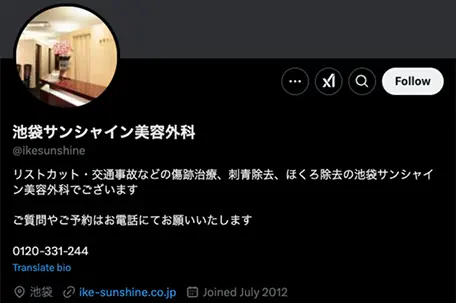 Follow
池袋サンシャイン美容外科
@ikesunshine
リストカット・交通事故などの傷跡治療、刺青除去、ほくろ除去の池袋サンシャイ
ン美容外科でございます
ご質問やご予約はお電話にてお願いいたします
0120-331-244
Translate bio
池袋 ike-sunshine.co.jp Joined July 2012